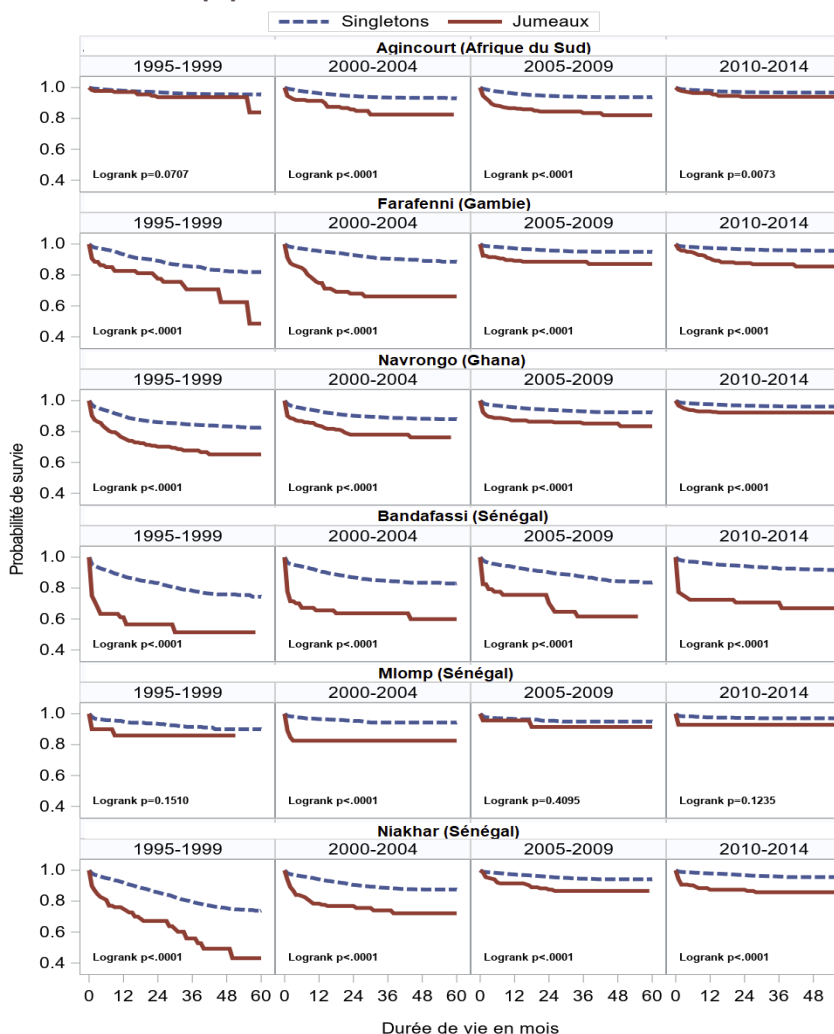 Singletons Jumeaux
Agincourt (Afrique du Sud)
1995-1999 2000-2004 2005-2009 2010-2014
1.0
0.8
0.6
0.4
Logrank p=0.0707 Logrank p<.0001 Logrank p<.0001 Logrank p=0.0073
Farafenni (Gambie)
1995-1999 2000-2004 2005-2009 2010-2014
1.0
0.8
0.6
0.4
Logrank p<.0001 Logrank p<.0001 Logrank p<.0001 Logrank p<.0001
Navrongo (Ghana)
1995-1999 2000-2004 2005-2009 2010-2014
1.0
0.8
0.6
0.4
Logrank p<.0001 Logrank p<.0001 Logrank p<.0001 Logrank p<.0001
Probabilité de survie
Bandafassi (Sénégal)
1995-1999 2000-2004 2005-2009 2010-2014
1.0
0.8
0.6
0.4
Logrank p<.0001 Logrank p<.0001 Logrank p<.0001 Logrank p<.0001
Mlomp (Sénégal)
1995-1999 2000-2004 2005-2009 2010-2014
1.0
0.8
0.6
0.4
Logrank p=0.1510 Logrank p<.0001 Logrank p=0.4095 Logrank p=0.1235
Niakhar (Sénégal)
1995-1999 2000-2004 2005-2009 2010-2014
1.0
0.8
0.6
0.4
Logrank p<.0001 Logrank p<.0001 Logrank p<.0001 Logrank p<.0001
0 12 24 36 48 60 0 12 24 36 48 60 0 12 24 36 48 60 0 12 24 36 48
Durée de vie en mois